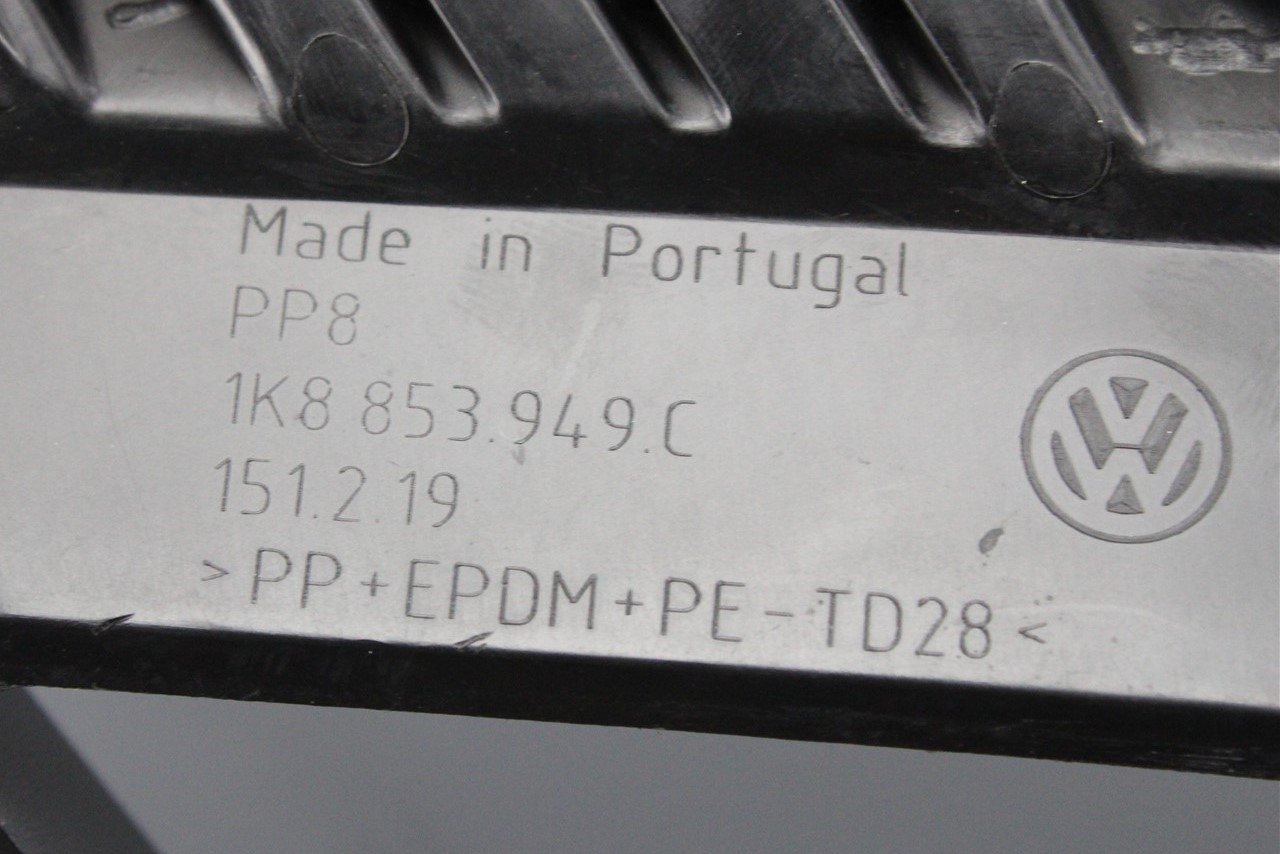 Made in Portugal
PP8
1K8 853.949.C
151.2.19
>PP+EPDM+PE-TD28<